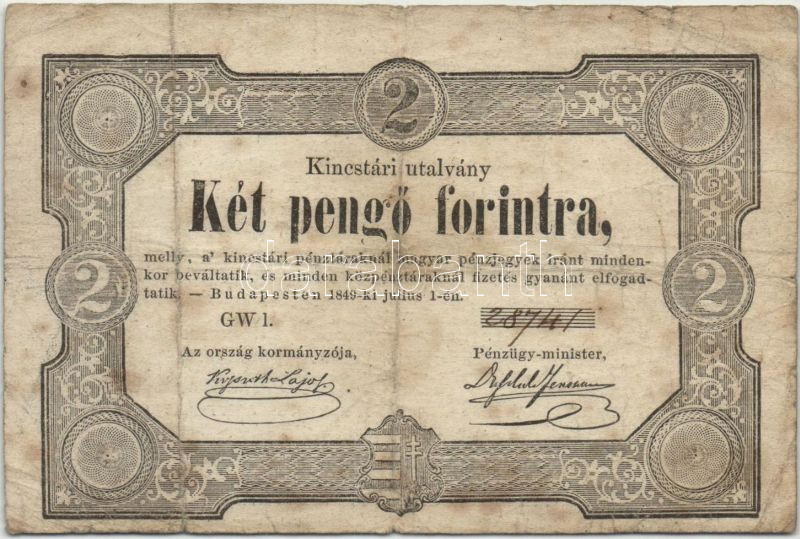 2
Kincstári utalvány
Két pengő forintra,
melly, a' kincstári pénztáraknál magyar pénzjegyek iránt minden-
kor beváltatik, és minden közpénztáraknál fizetés gyanánt elfogad-
tatik. — Budapesten 1849-ki julius 1-én.
2 2
GW 1. 28741
Az ország kormányzója, Pénzügy-minister,
Kossuth Lajos
darabanth